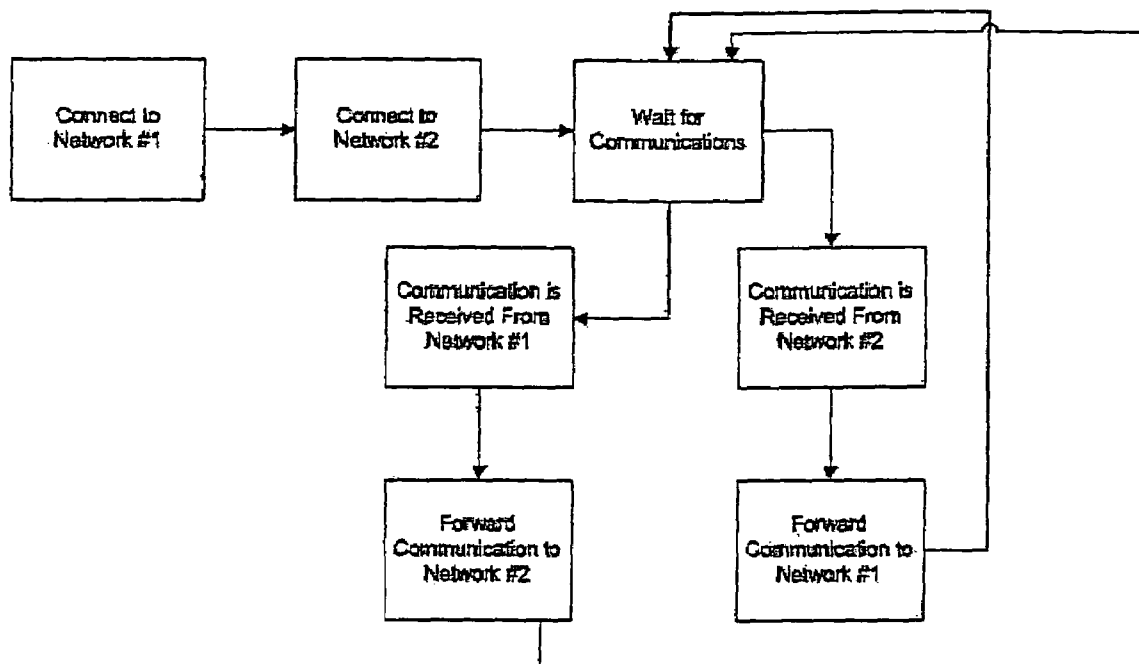 Connect to
Network #1
Connect to
Network #2
Wait for
Communications
Communication is
Received From
Network #1
Communication is
Received From
Network #2
Forward
Communication to
Network #2
Forward
Communication to
Network #1